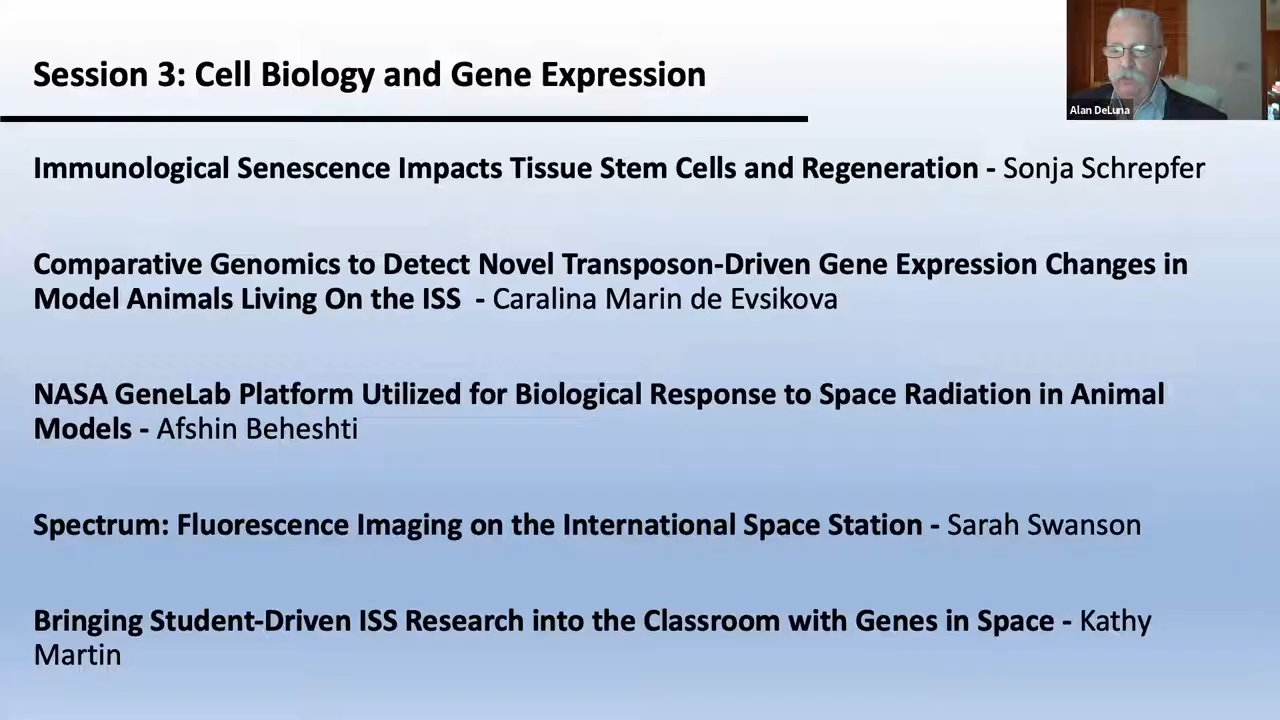 Session 3: Cell Biology and Gene Expression
Alan DeLuna
Immunological Senescence Impacts Tissue Stem Cells and Regeneration - Sonja Schrepfer
Comparative Genomics to Detect Novel Transposon-Driven Gene Expression Changes in
Model Animals Living On the ISS - Caralina Marin de Evsikova
NASA GeneLab Platform Utilized for Biological Response to Space Radiation in Animal
Models - Afshin Beheshti
Spectrum: Fluorescence Imaging on the International Space Station - Sarah Swanson
Bringing Student-Driven ISS Research into the Classroom with Genes in Space - Kathy
Martin